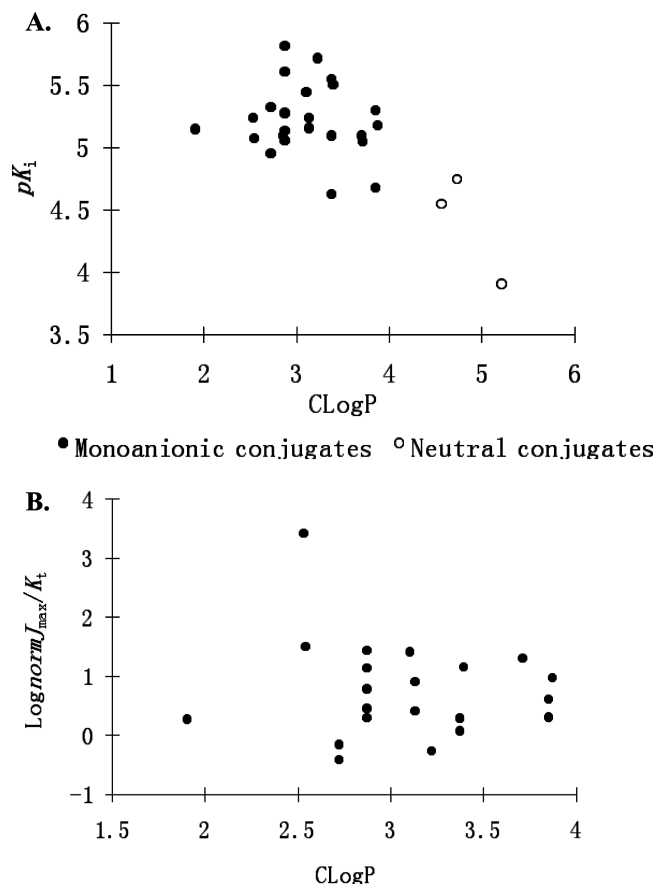 A.
6
5.5
5
4.5
4
3.5
pKi
1 2 3 4 5 6
CLogP
● Monoanionic conjugates ○ Neutral conjugates
B.
4
3
2
1
0
-1
Log normJmax/Kt
1.5 2 2.5 3 3.5 4
CLogP